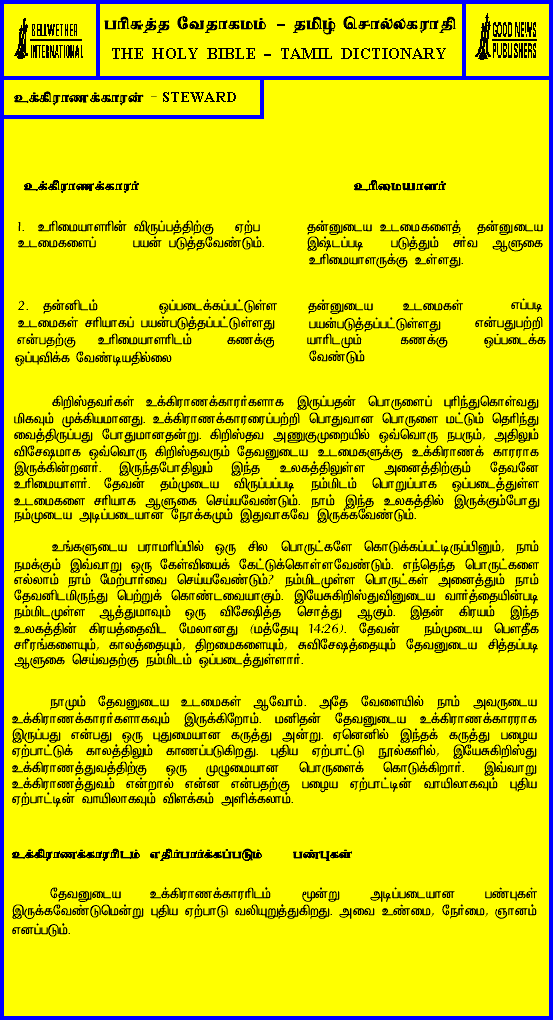 BELLWETHER
INTERNATIONAL
பரிசுத்த வேதாகமம் - தமிழ் சொல்லகராதி
THE HOLY BIBLE - TAMIL DICTIONARY
GOOD NEWS
PUBLISHERS
உக்கிராணக்காரன் - STEWARD
உக்கிராணக்காரர்
உரிமையாளர்
1. உரிமையாளரின் விருப்பத்திற்கு ஏற்ப
உடமைகளைப் பயன் படுத்தவேண்டும்.
தன்னுடைய உடமைகளைத் தன்னுடைய
இஷ்டப்படி படுத்தும் சர்வ ஆளுகை
உரிமையாளருக்கு உள்ளது.
2. தன்னிடம் ஒப்படைக்கப்பட்டுள்ள
உடமைகள் சரியாகப் பயன்படுத்தப்பட்டுள்ளது
என்பதற்கு உரிமையாளரிடம் கணக்கு
ஒப்புவிக்க வேண்டியதில்லை
தன்னுடைய உடமைகள் எப்படி
பயன்படுத்தப்பட்டுள்ளது என்பதுபற்றி
யாரிடமும் கணக்கு ஒப்படைக்க
வேண்டும்
கிறிஸ்தவர்கள் உக்கிராணக்காரர்களாக இருப்பதன் பொருளைப் புரிந்துகொள்வது
மிகவும் முக்கியமானது. உக்கிராணக்காரரைப்பற்றி பொதுவான பொருளை மட்டும் தெரிந்து
வைத்திருப்பது போதுமானதன்று. கிறிஸ்தவ அணுகுமுறையில் ஒவ்வொரு நபரும், அதிலும்
விசேஷமாக ஒவ்வொரு கிறிஸ்தவரும் தேவனுடைய உடமைகளுக்கு உக்கிராணக் காரராக
இருக்கின்றனர். இருந்தபோதிலும் இந்த உலகத்திலுள்ள அனைத்திற்கும் தேவனே
உரிமையாளர். தேவன் தம்முடைய விருப்பப்படி நம்மிடம் பொறுப்பாக ஒப்படைத்துள்ள
உடமைகளை சரியாக ஆளுகை செய்யவேண்டும். நாம் இந்த உலகத்தில் இருக்கும்போது
நம்முடைய அடிப்படையான நோக்கமும் இதுவாகவே இருக்கவேண்டும்.
உங்களுடைய பராமரிப்பில் ஒரு சில பொருட்களே கொடுக்கப்பட்டிருப்பினும், நாம்
நமக்கும் இவ்வாறு ஒரு கேள்வியைக் கேட்டுக்கொள்ளவேண்டும். எந்தெந்த பொருட்களை
எல்லாம் நாம் மேற்பார்வை செய்யவேண்டும்? நம்மிடமுள்ள பொருட்கள் அனைத்தும் நாம்
தேவனிடமிருந்து பெற்றுக் கொண்டவையாகும். இயேசுகிறிஸ்துவினுடைய வார்த்தையின்படி
நம்மிடமுள்ள ஆத்துமாவும் ஒரு விசேஷித்த சொத்து ஆகும். இதன் கிரயம் இந்த
உலகத்தின் கிரயத்தைவிட மேலானது (மத்தேயு 14:26). தேவன் நம்முடைய பௌதீக
சரீரங்களையும், காலத்தையும், திறமைகளையும், சுவிசேஷத்தையும் தேவனுடைய சித்தப்படி
ஆளுகை செய்வதற்கு நம்மிடம் ஒப்படைத்துள்ளார்.
நாமும் தேவனுடைய உடமைகள் ஆவோம். அதே வேளையில் நாம் அவருடைய
உக்கிராணக்காரர்களாகவும் இருக்கிறோம். மனிதன் தேவனுடைய உக்கிராணக்காரராக
இருப்பது என்பது ஒரு புதுமையான கருத்து அன்று. ஏனெனில் இந்தக் கருத்து பழைய
ஏற்பாட்டுக் காலத்திலும் காணப்படுகிறது. புதிய ஏற்பாட்டு நூல்களில், இயேசுகிறிஸ்து
உக்கிராணக்த்துவத்திற்கு ஒரு முழுமையான பொருளைக் கொடுக்கிறார். இவ்வாறு
உக்கிராணக்த்துவம் என்றால் என்ன என்பதற்கு பழைய ஏற்பாட்டின் வாயிலாகவும் புதிய
ஏற்பாட்டின் வாயிலாகவும் விளக்கம் அளிக்கலாம்.
உக்கிராணக்காரரிடம் எதிர்பார்க்கப்படும் பண்புகள்
தேவனுடைய உக்கிராணக்காரரிடம் மூன்று அடிப்படையான பண்புகள்
இருக்கவேண்டுமென்று புதிய ஏற்பாடு வலியுறுத்துகிறது. அவை உண்மை, நேர்மை, ஞானம்
எனப்படும்.